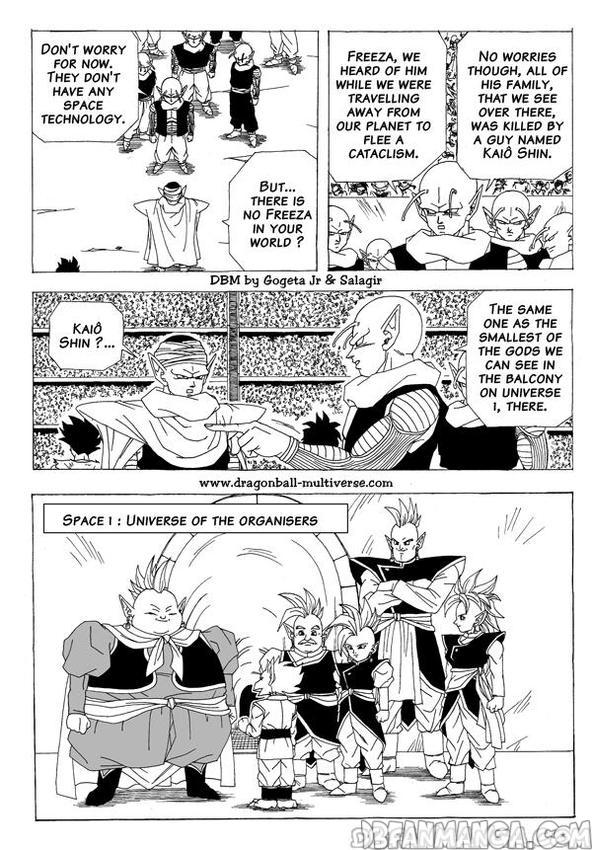 DON'T WORRY
FOR NOW.
THEY DON'T
HAVE ANY
SPACE
TECHNOLOGY.
BUT...
THERE IS
NO FREEZA
IN YOUR
WORLD ?
FREEZA, WE
HEARD OF HIM
WHILE WE WERE
TRAVELLING
AWAY FROM
OUR PLANET TO
FLEE A
CATACLISM.
NO WORRIES
THOUGH, ALL OF
HIS FAMILY,
THAT WE SEE
OVER THERE,
WAS KILLED BY
A GUY NAMED
KAIÔ SHIN.
DBM by Gogeta Jr & Salagir
KAIÔ
SHIN ?...
THE SAME
ONE AS THE
SMALLEST
OF THE GODS WE
CAN SEE IN
THE BALCONY
ON UNIVERSE
1, THERE.
www.dragonball-multiverse.com
SPACE 1 : UNIVERSE OF THE ORGANISERS
DBFANMANGA.COM